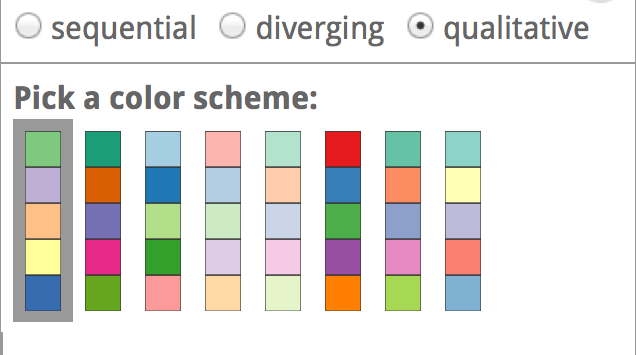 sequential diverging qualitative
Pick a color scheme: